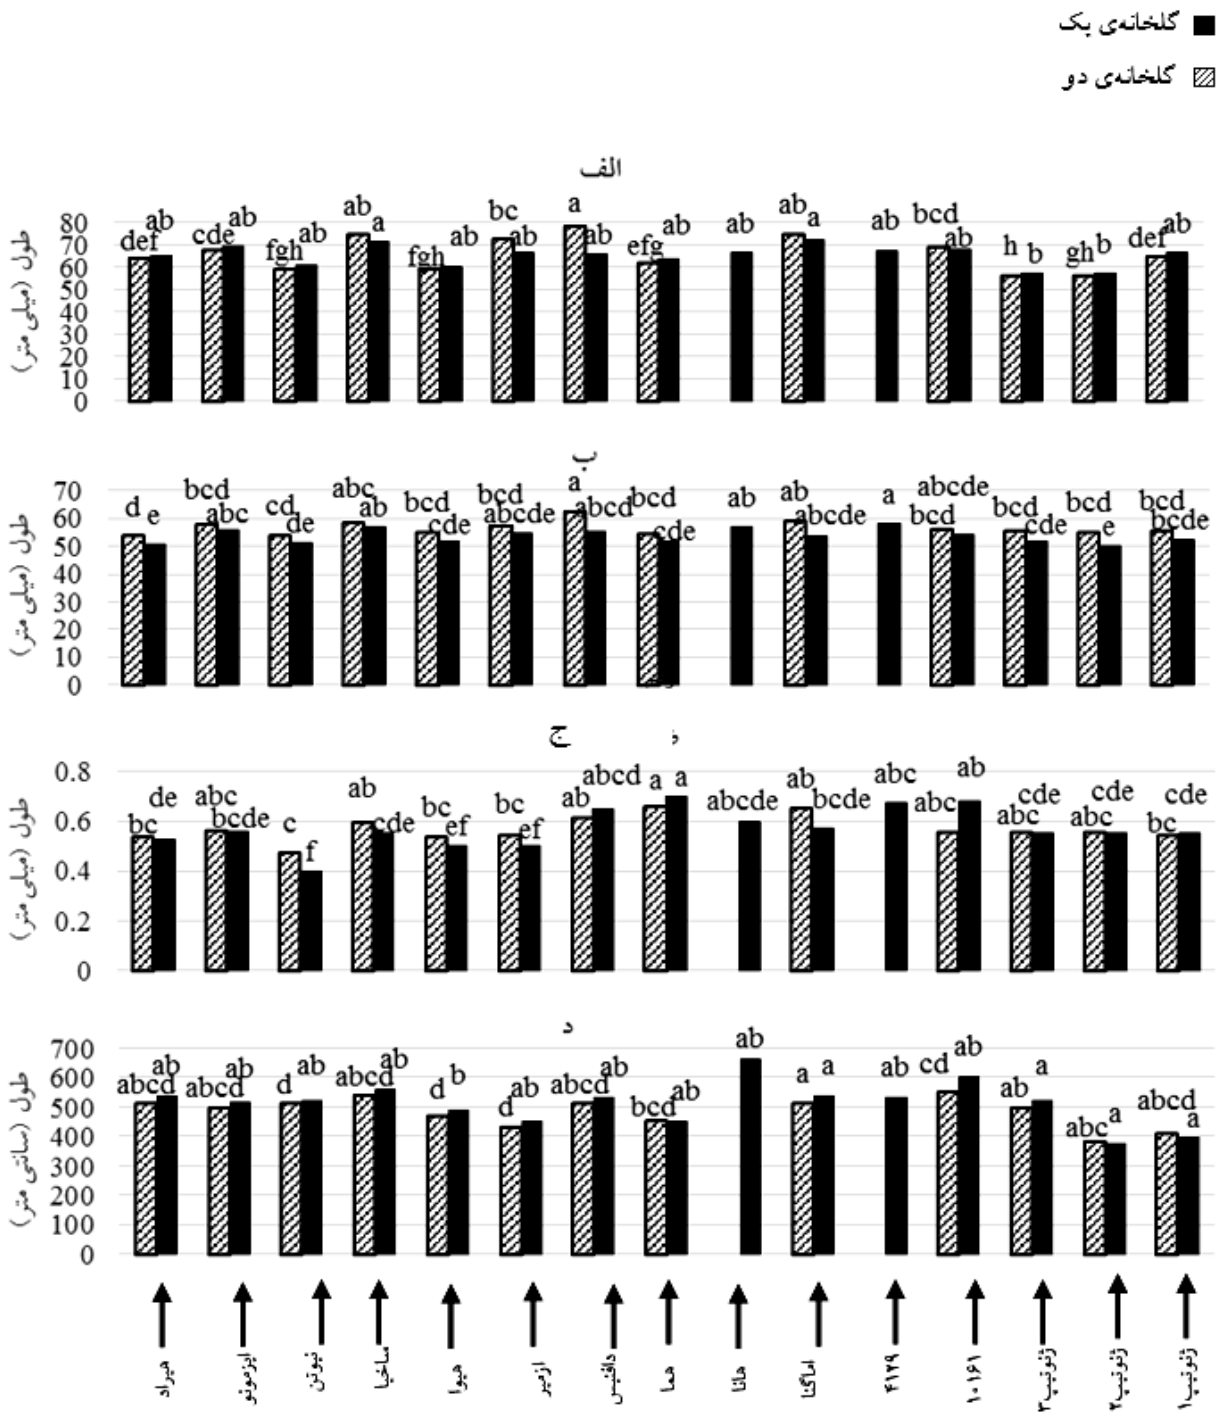 گلخانه‌ی یک
گلخانه‌ی دو
الف
طول (میلی متر)
80
70
60
50
40
30
20
10
0
def ab cde ab fgh ab ab a fgh ab bc ab a ab efg ab ab ab a ab bcd ab h b gh b def ab
ب
طول (میلی متر)
70
60
50
40
30
20
10
0
d e bcd abc cd de abc ab bcd cde bcd abcde a abcd bcd cde ab ab abcde a abcde bcd bcd cde bcd e bcd bcde
ج
طول (میلی متر)
0.8
0.6
0.4
0.2
0
bc de abc bcde c f ab cde bc ef bc ef ab abcd a a abcde ab bcde abc abc ab abc cde abc cde bc cde
د
طول (سانتی متر)
700
600
500
400
300
200
100
0
abcd ab abcd ab d ab abcd ab d b d ab abcd ab bcd ab ab a a ab cd ab ab a abc a abcd a
هیراد ایزمونو نیوتن ساخیا هیوا ازمیر دافنیس هما هانا اماگنا ۴۱۲۹ ۱۰۱۶۱ ژنوتیپ۳ ژنوتیپ۲ ژنوتیپ۱